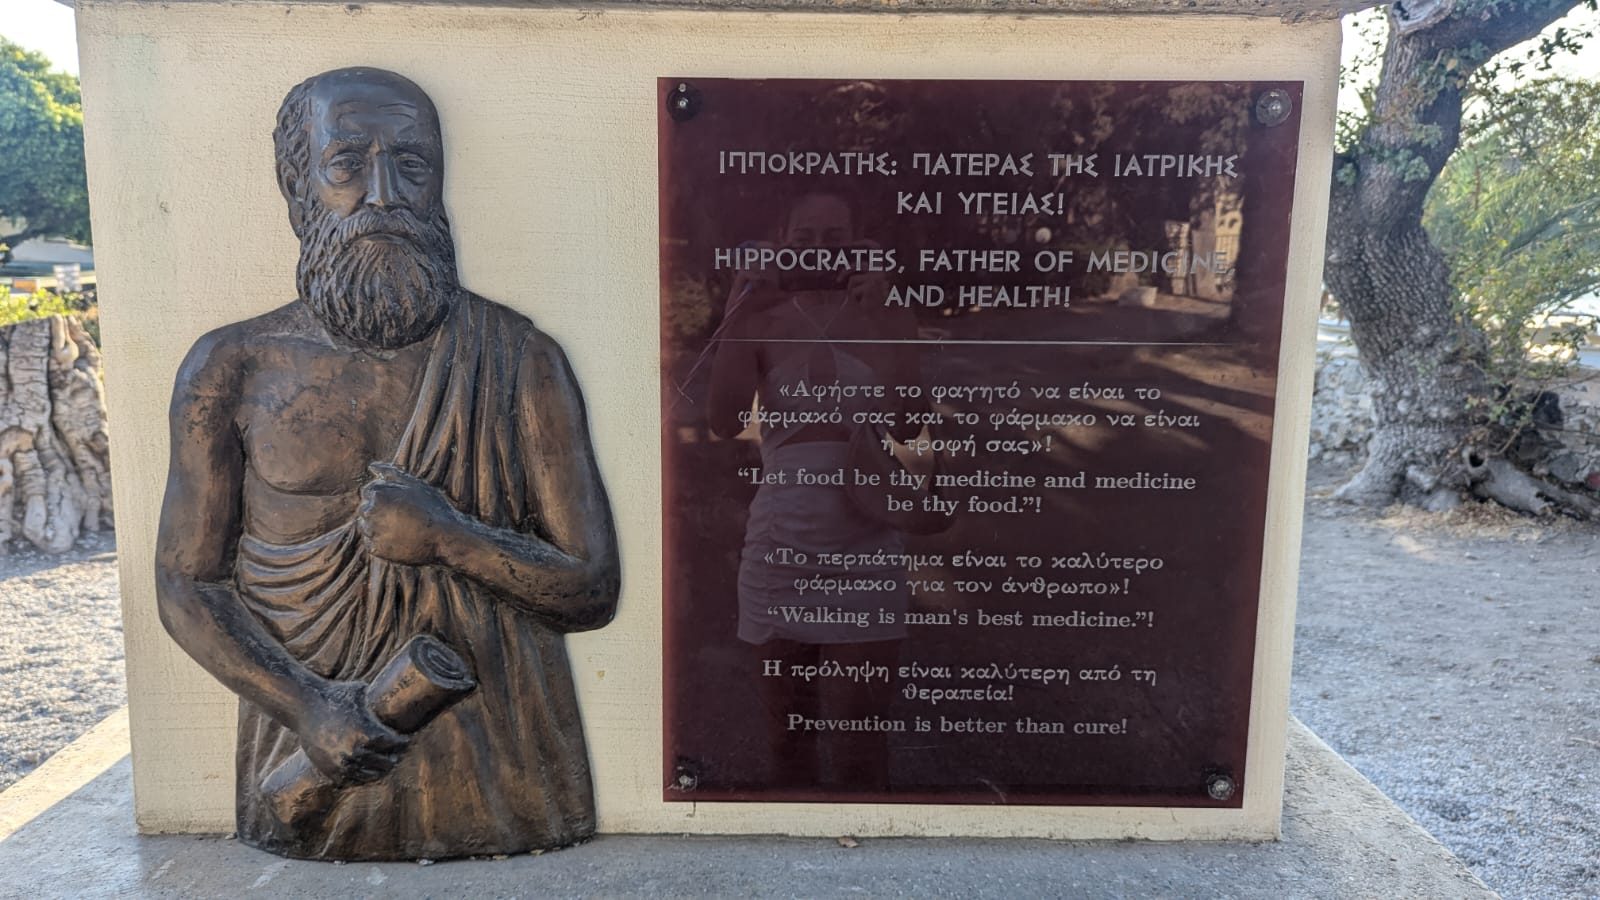 ΙΠΠΟΚΡΑΤΗΣ: ΠΑΤΕΡΑΣ ΤΗΣ ΙΑΤΡΙΚΗΣ
ΚΑΙ ΥΓΕΙΑΣ!
HIPPOCRATES, FATHER OF MEDICINE,
AND HEALTH!
«Αφήστε το φαγητό να είναι το
φάρμακό σας και το φάρμακο να είναι
η τροφή σας»!
“Let food be thy medicine and medicine
be thy food.”!
«Το περπάτημα είναι το καλύτερο
φάρμακο για τον άνθρωπο»!
“Walking is man's best medicine.”!
Η πρόληψη είναι καλύτερη από τη
θεραπεία!
Prevention is better than cure!